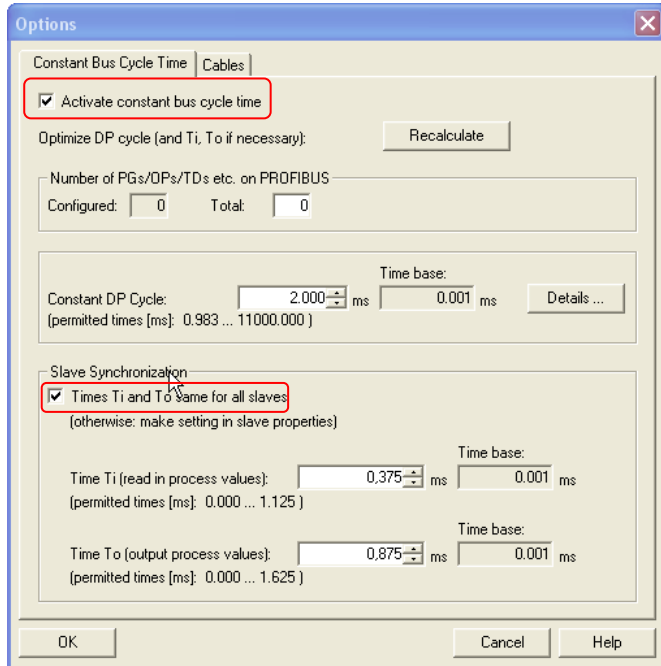 Options
Constant Bus Cycle Time Cables
Activate constant bus cycle time
Optimize DP cycle (and Ti, To if necessary): Recalculate
Number of PGs/OPs/TDs etc. on PROFIBUS
Configured: 0 Total: 0
Time base:
Constant DP Cycle: 2.000 ms 0.001 ms Details ...
(permitted times [ms]: 0.983 ... 11000.000 )
Slave Synchronization
Times Ti and To same for all slaves
(otherwise: make setting in slave properties)
Time base:
Time Ti (read in process values): 0,375 ms 0.001 ms
(permitted times [ms]: 0.000 ... 1.125 )
Time base:
Time To (output process values): 0,875 ms 0.001 ms
(permitted times [ms]: 0.000 ... 1.625 )
OK Cancel Help